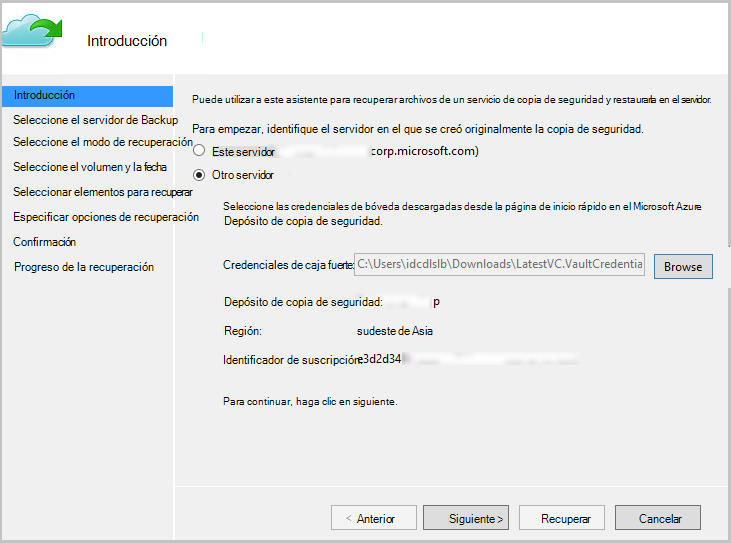 Introducción
Introducción
Seleccione el servidor de Backup
Seleccione el modo de recuperación
Seleccione el volumen y la fecha
Seleccionar elementos para recuperar
Especificar opciones de recuperación
Confirmación
Progreso de la recuperación
Puede utilizar a este asistente para recuperar archivos de un servicio de copia de seguridad y restaurarla en el servidor.
Para empezar, identifique el servidor en el que se creó originalmente la copia de seguridad.
Este servidor corp.microsoft.com)
Otro servidor
Seleccione las credenciales de bóveda descargadas desde la página de inicio rápido en el Microsoft Azure
Depósito de copia de seguridad.
Credenciales de caja fuerte: C:\Users\idcdlslb\Downloads\LatestVC.VaultCredentia Browse
Depósito de copia de seguridad: p
Región: sudeste de Asia
Identificador de suscripción: e3d2d34
Para continuar, haga clic en siguiente.
< Anterior Siguiente > Recuperar Cancelar